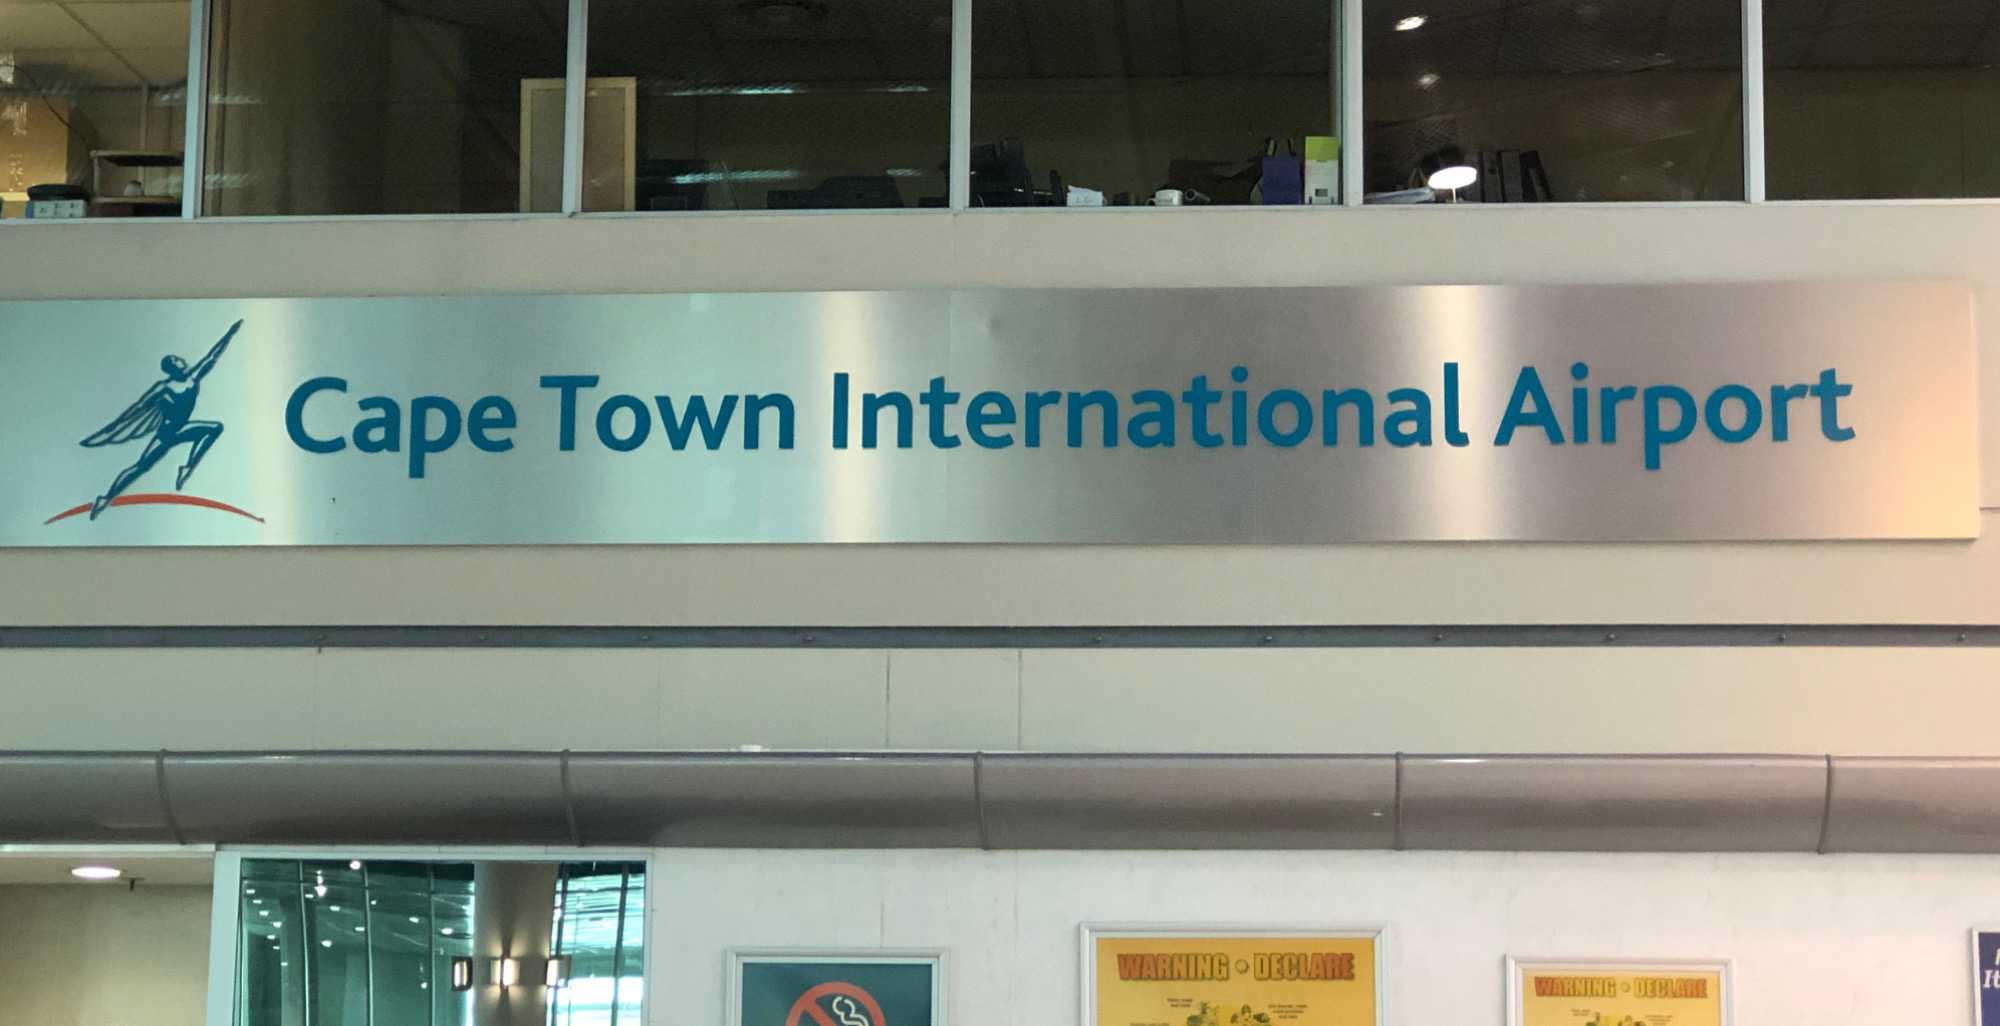 Cape Town International Airport
WARNING • DECLARE
WARNING • DECLARE